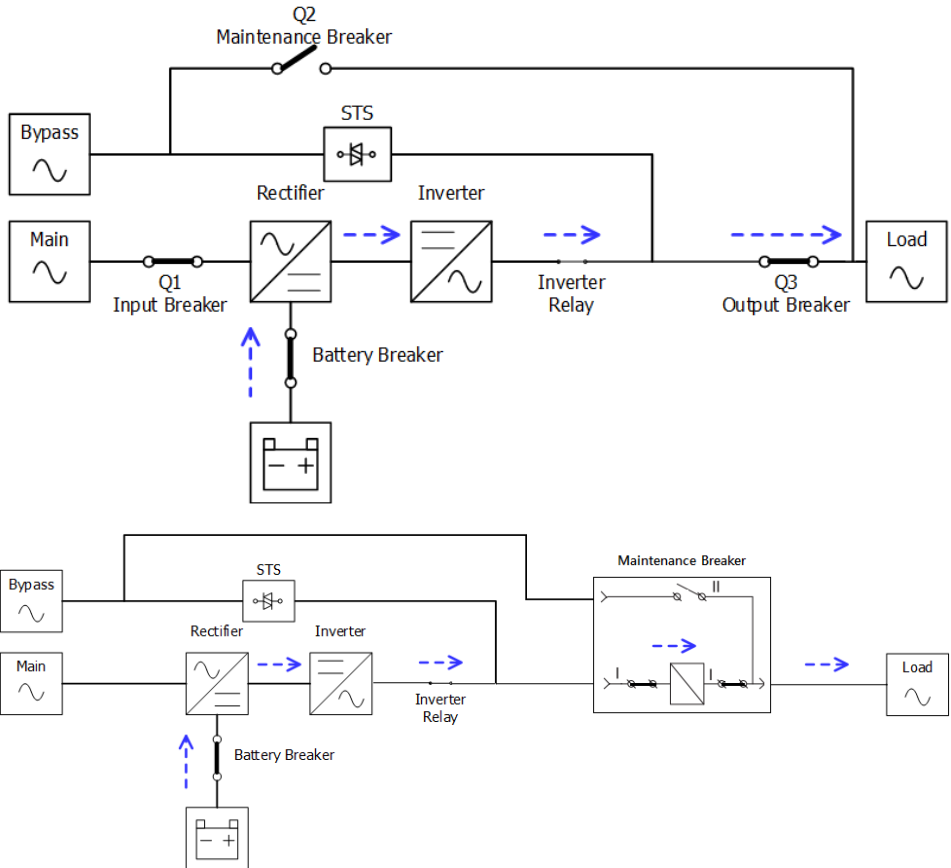 Q2
Maintenance Breaker
STS
Bypass
Rectifier
Inverter
Main
Load
Q1
Input Breaker
Inverter
Relay
Q3
Output Breaker
Battery Breaker
- +
Maintenance Breaker
STS
Bypass
II
Rectifier
Inverter
Main
I
I
Load
Inverter
Relay
Battery Breaker
- +